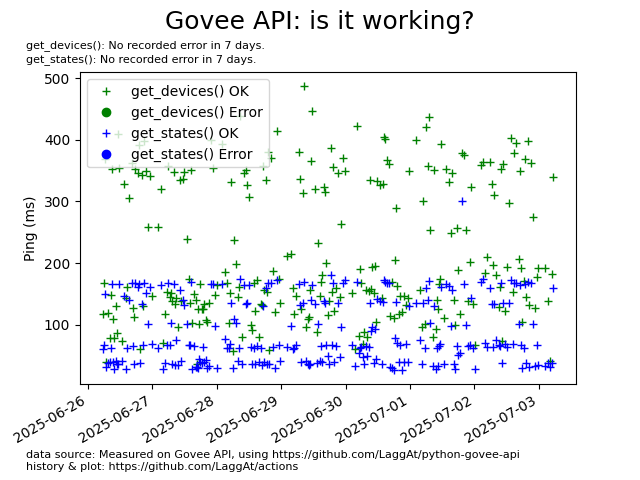 Govee API: is it working?
get_devices(): No recorded error in 7 days.
get_states(): No recorded error in 7 days.
get_devices() OK
get_devices() Error
get_states() OK
get_states() Error
Ping (ms)
500
400
300
200
100
2025-06-26
2025-06-27
2025-06-28
2025-06-29
2025-06-30
2025-07-01
2025-07-02
2025-07-03
data source: Measured on Govee API, using https://github.com/LaggAt/python-govee-api
history & plot: https://github.com/LaggAt/actions